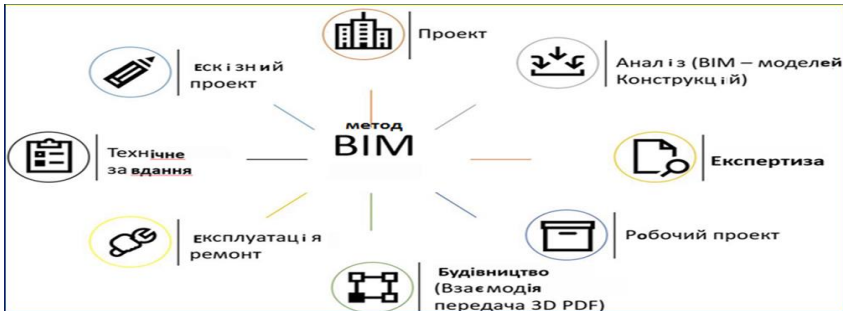 Проект
ескізний
проект
Аналіз (BIM – моделей
Конструкцій)
метод
BIM
Технічне
завдання
Експертиза
експлуатація
ремонт
Робочий проект
Будівництво
(Взаємодія
передача 3D PDF)